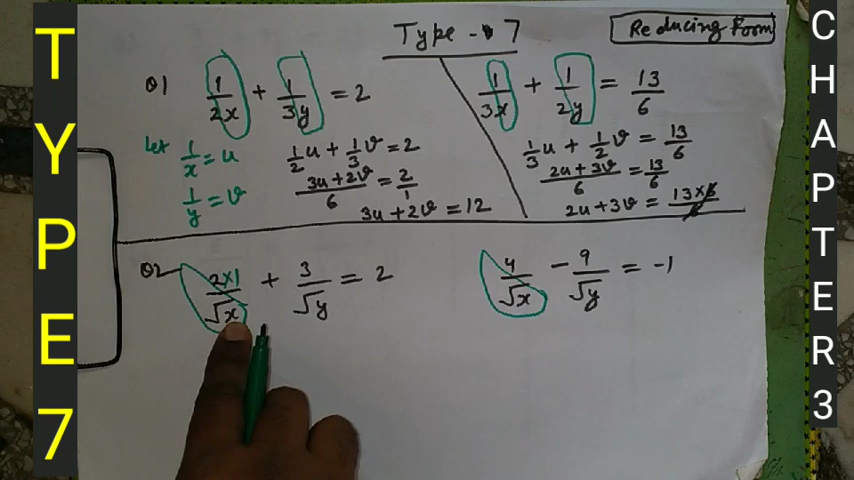 TYPE 7
CHAPTER 3
Type - 7
Reducing Form
Q1 1/2x + 1/3y = 2
1/3x + 1/2y = 13/6
Let 1/x = u
1/2 u + 1/3 v = 2
1/3 u + 1/2 v = 13/6
1/y = v
3u + 2v/6 = 2/1
2u + 3v/6 = 13/6
3u + 2v = 12
2u + 3v = 13×6/6
Q2 2×1/√x + 3/√y = 2
4/√x - 9/√y = -1